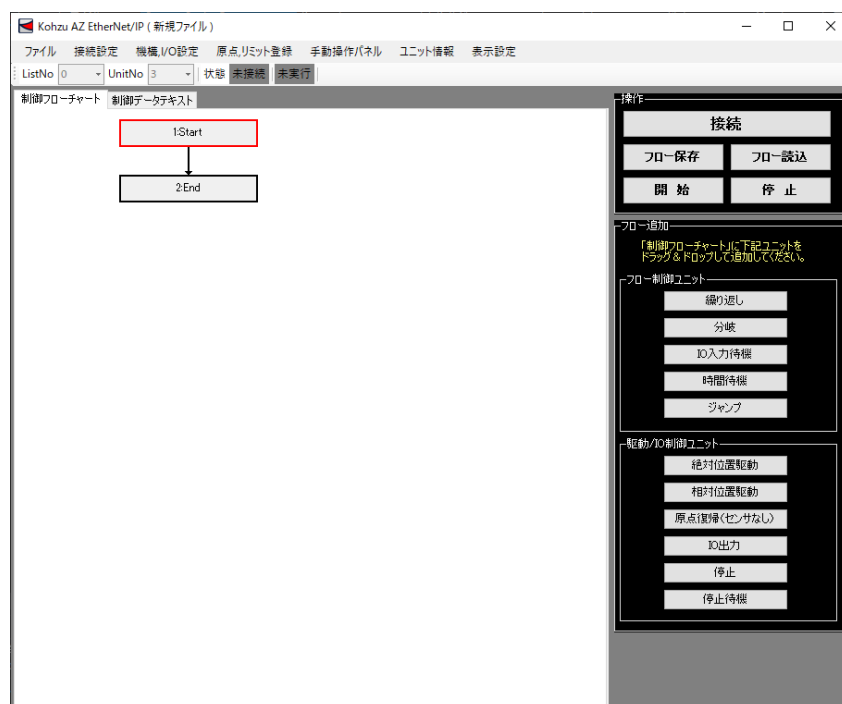 Kohzu AZ EtherNet/IP ( 新規ファイル )
ファイル 接続設定 機構,I/O設定 原点,リミット登録 手動操作パネル ユニット情報 表示設定
ListNo 0 UnitNo 3 状態 未接続 未実行
制御フローチャート 制御データテキスト
1:Start
2:End
操作
接続
フロー保存 フロー読込
開 始 停 止
フロー追加
「制御フローチャート」に下記ユニットを
ドラッグ&ドロップして追加してください。
フロー制御ユニット
繰り返し
分岐
IO入力待機
時間待機
ジャンプ
駆動/IO制御ユニット
絶対位置駆動
相対位置駆動
原点復帰(センサなし)
IO出力
停止
停止待機